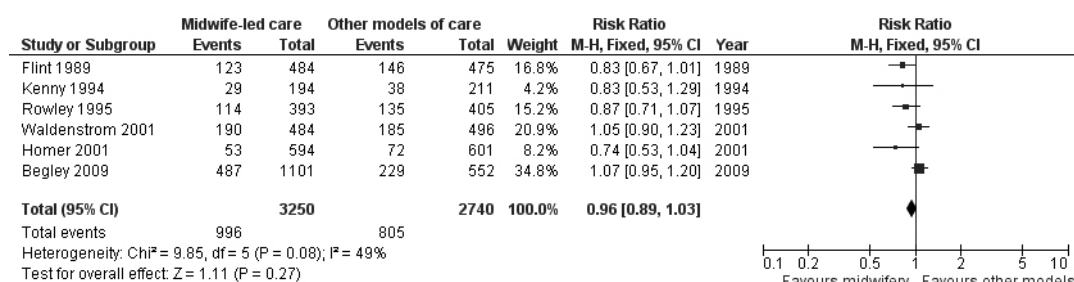 Midwife-led care Other models of care Risk Ratio Risk Ratio
Study or Subgroup Events Total Events Total Weight M-H, Fixed, 95% CI Year M-H, Fixed, 95% CI
Flint 1989 123 484 146 475 16.8% 0.83 [0.67, 1.01] 1989
Kenny 1994 29 194 38 211 4.2% 0.83 [0.53, 1.29] 1994
Rowley 1995 114 393 135 405 15.2% 0.87 [0.71, 1.07] 1995
Waldenstrom 2001 190 484 185 496 20.9% 1.05 [0.90, 1.23] 2001
Homer 2001 53 594 72 601 8.2% 0.74 [0.53, 1.04] 2001
Begley 2009 487 1101 229 552 34.8% 1.07 [0.95, 1.20] 2009
Total (95% CI) 3250 2740 100.0% 0.96 [0.89, 1.03]
Total events 996 805
Heterogeneity: Chi² = 9.85, df = 5 (P = 0.08); I² = 49%
Test for overall effect: Z = 1.11 (P = 0.27)
0.1 0.2 0.5 1 2 5 10
Favours midwifery Favours other models